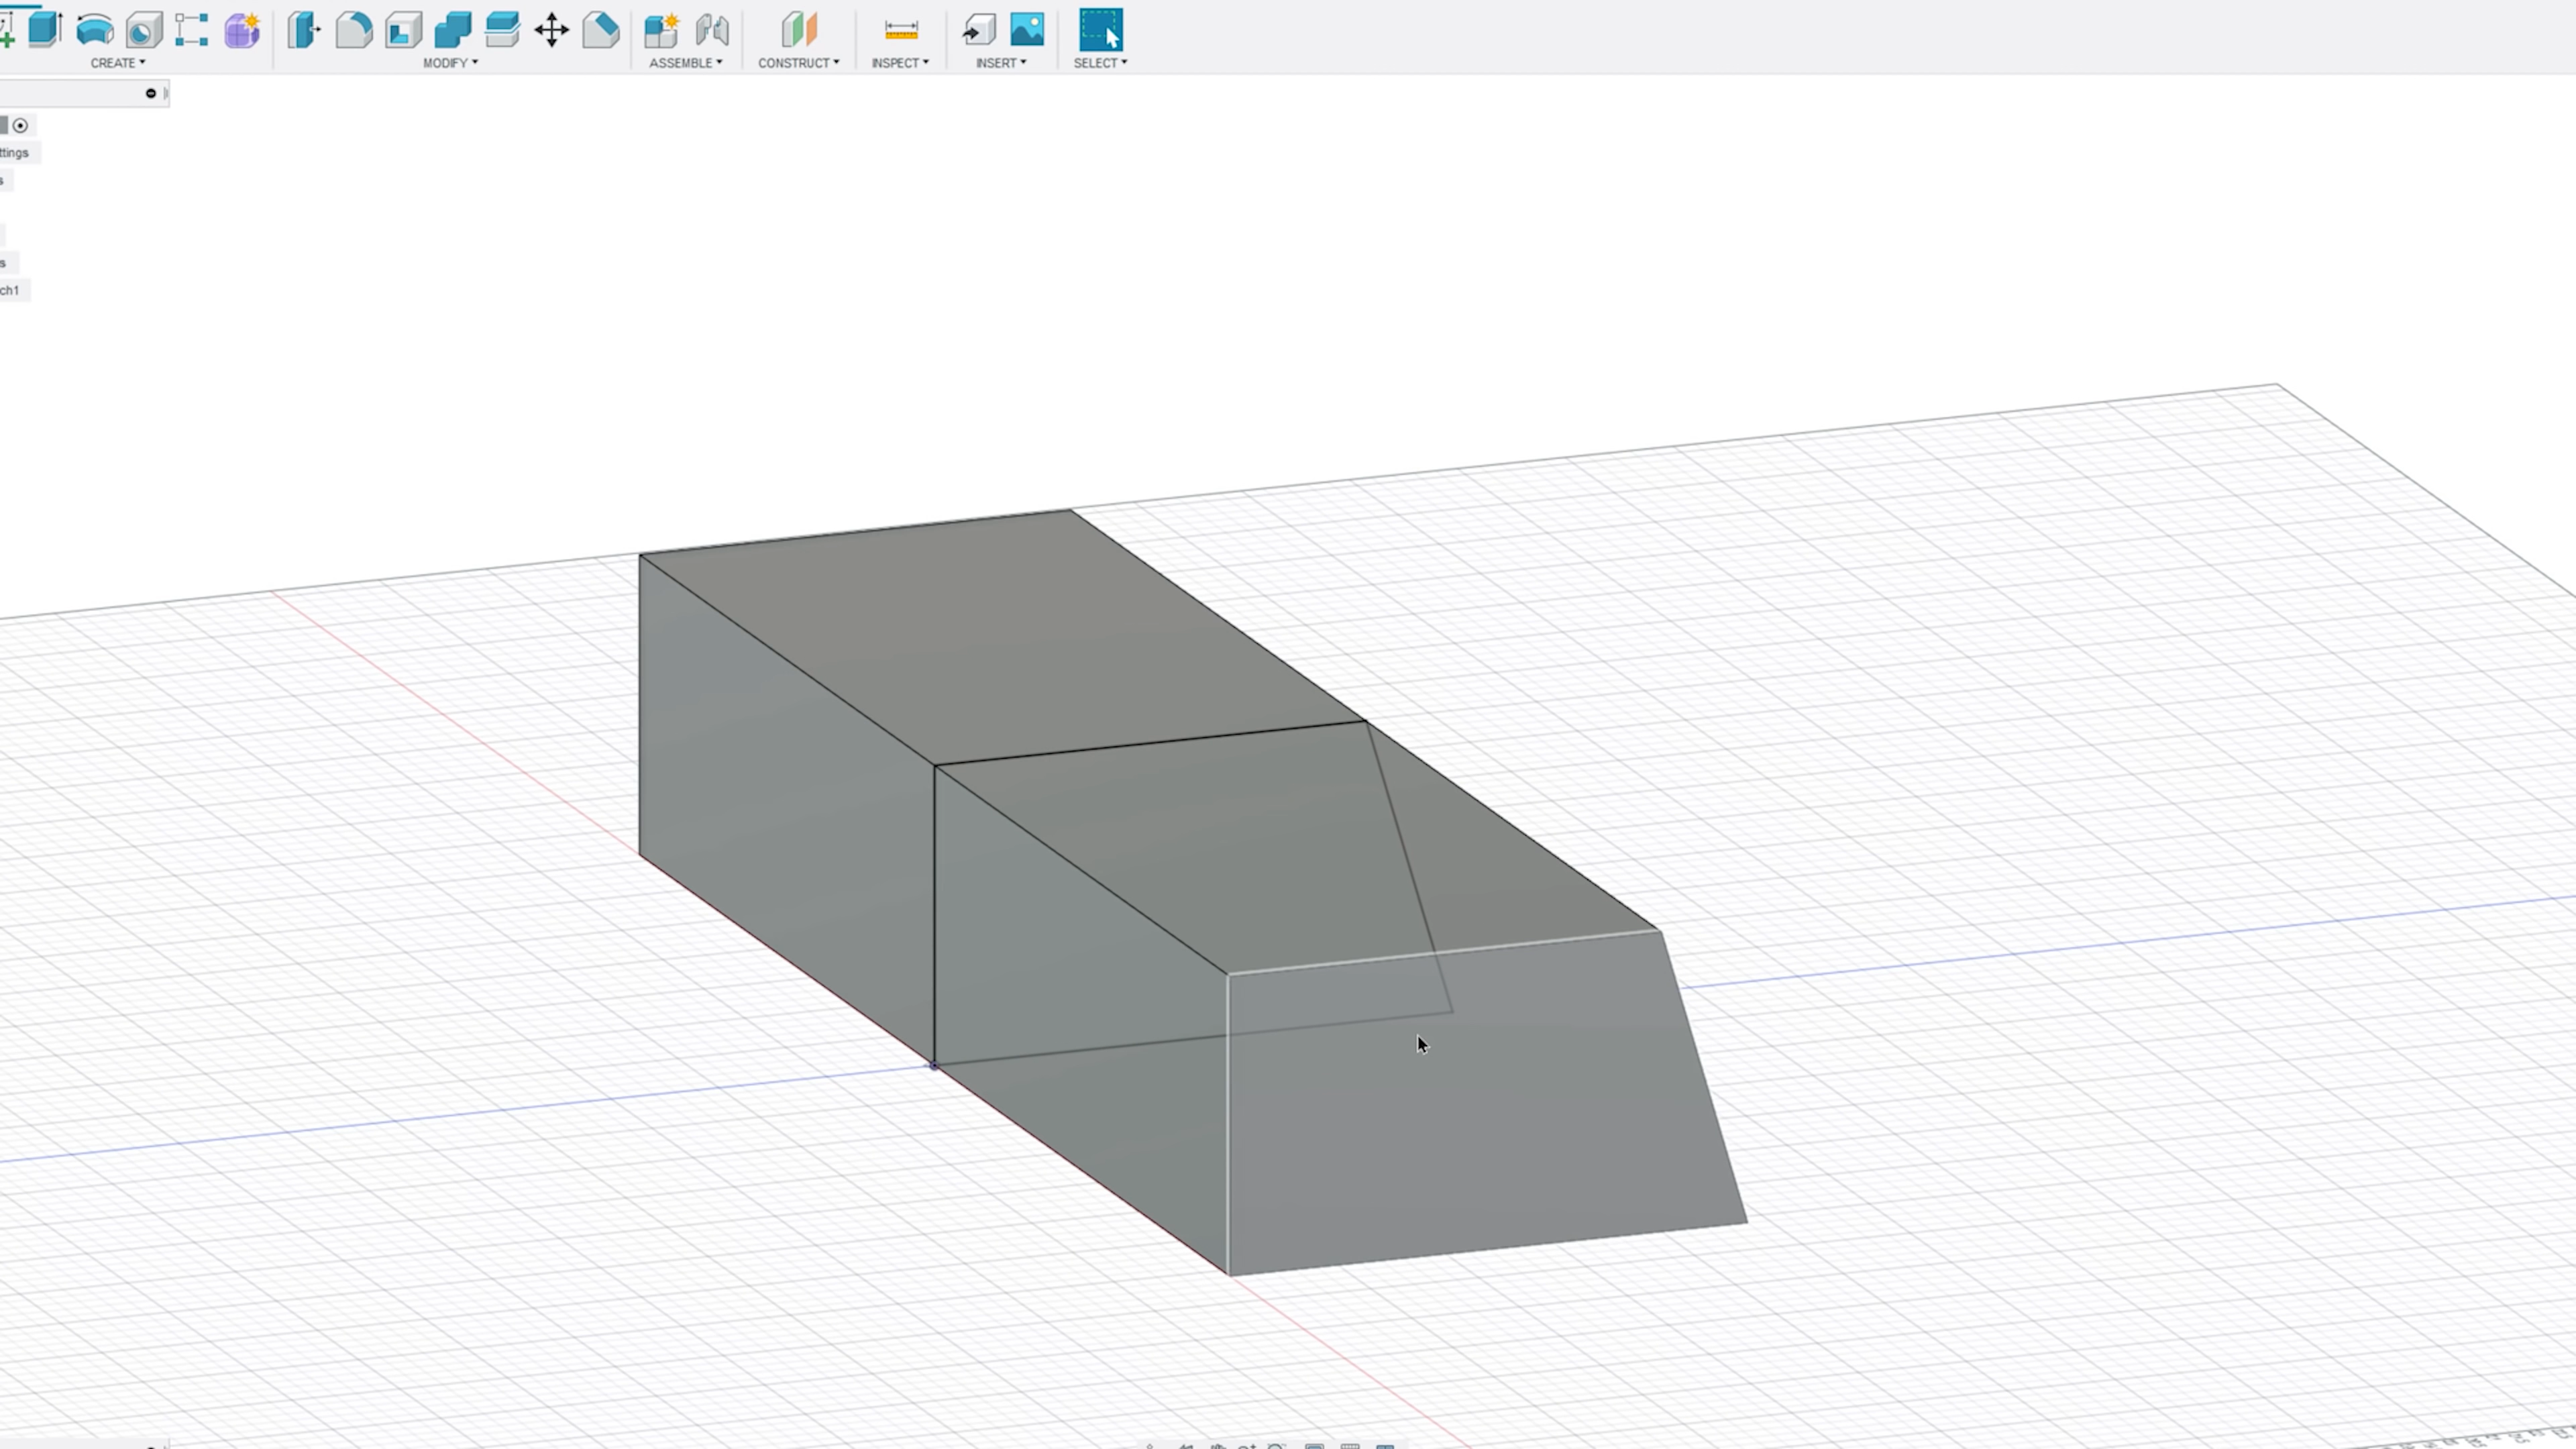 CREATE MODIFY ASSEMBLE CONSTRUCT INSPECT INSERT SELECT
ttings
s
s
ch1